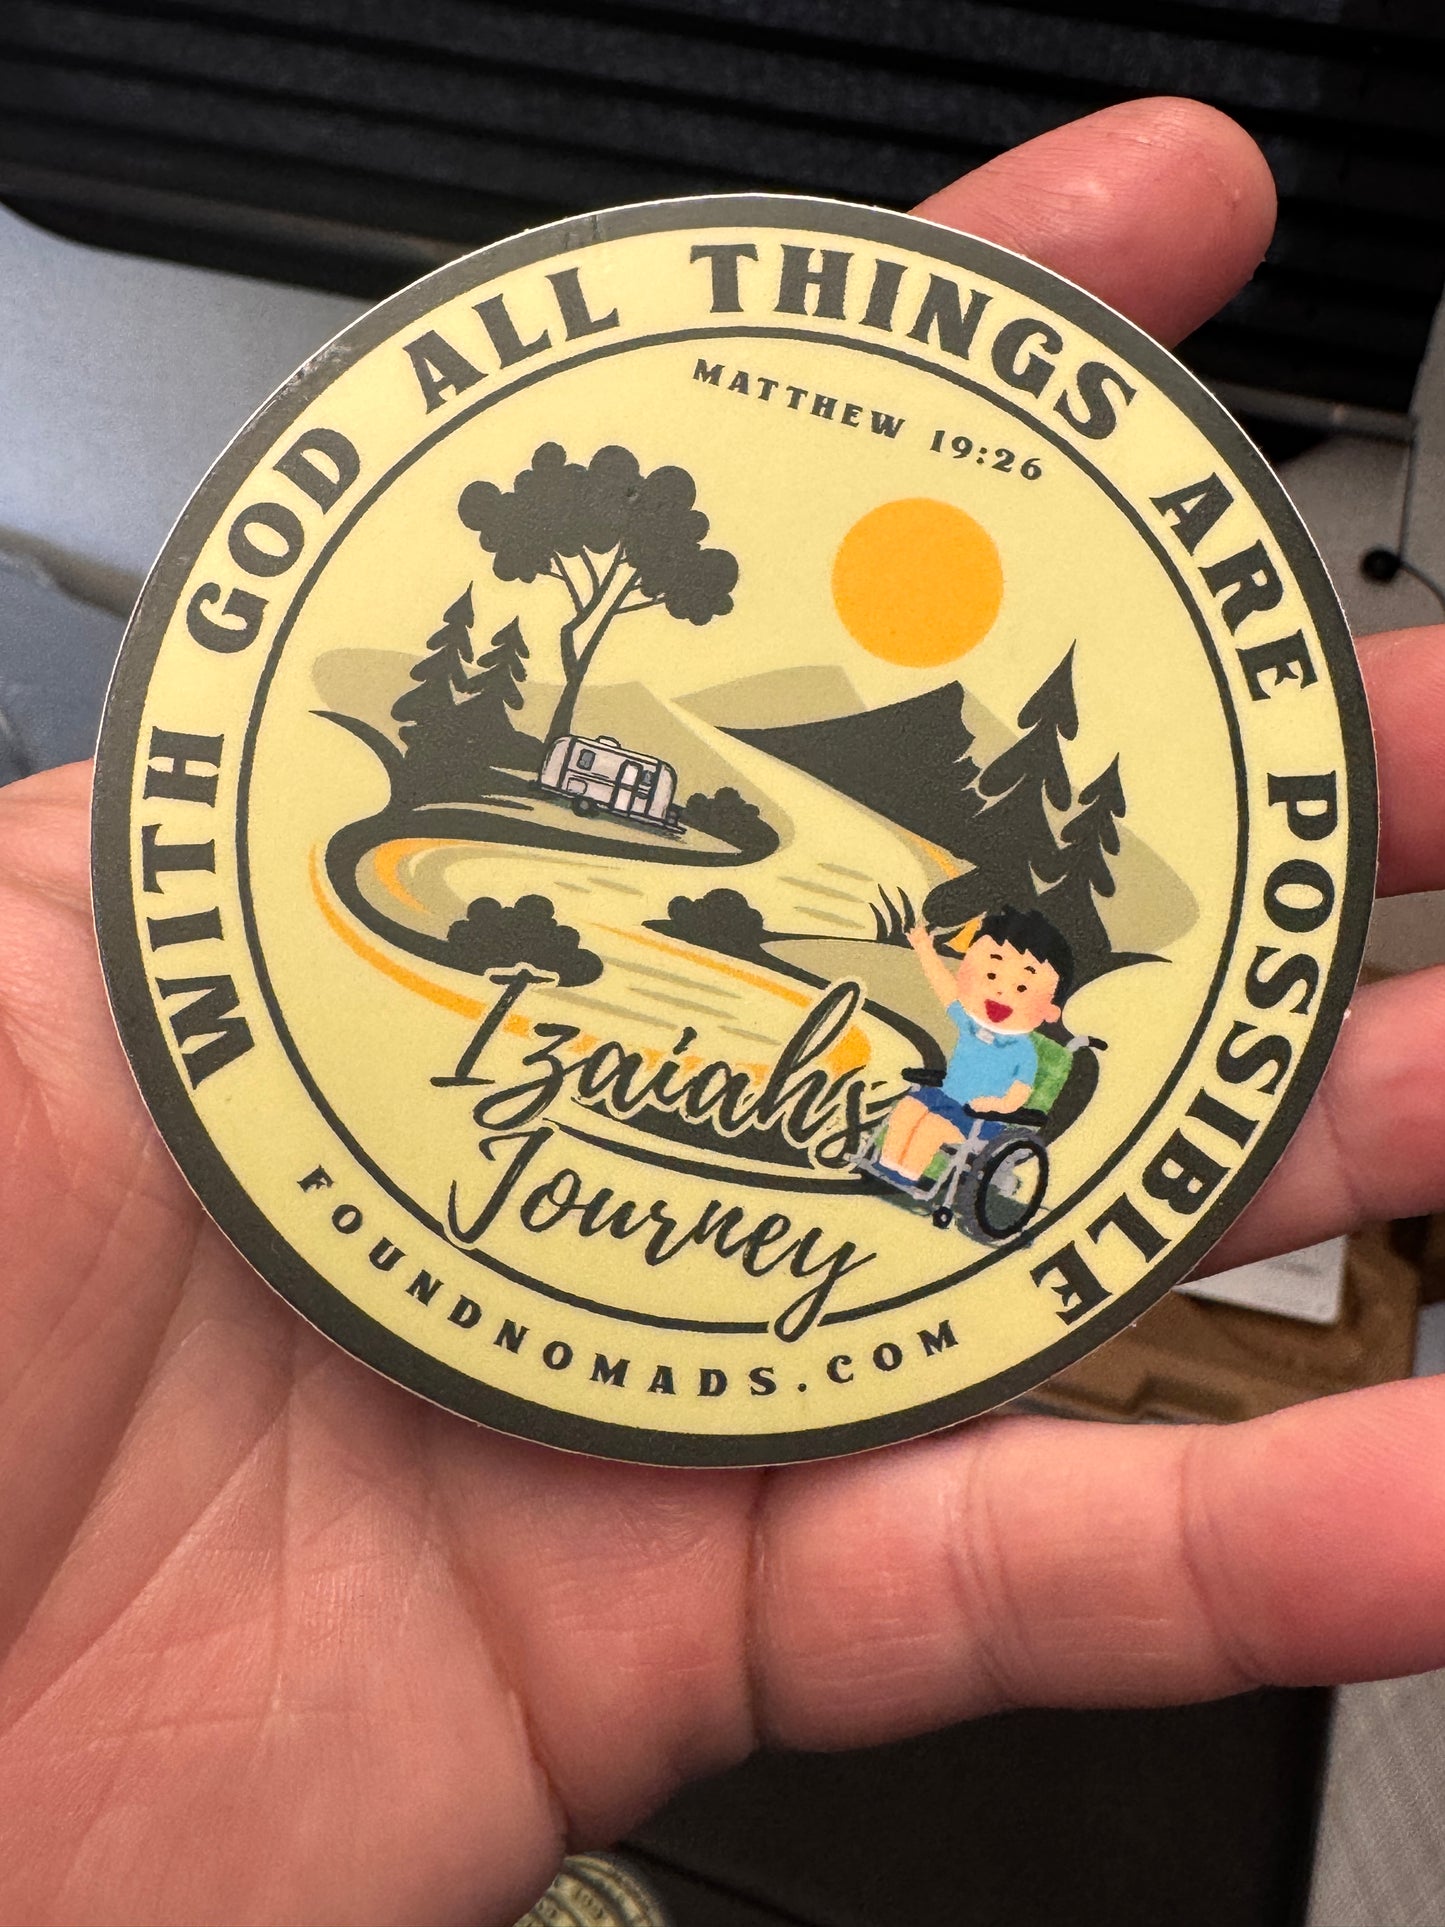 WITH GOD ALL THINGS ARE POSSIBLE
MATTHEW 19:26
Izaiahs
Journey
FOUNDNOMADS.COM